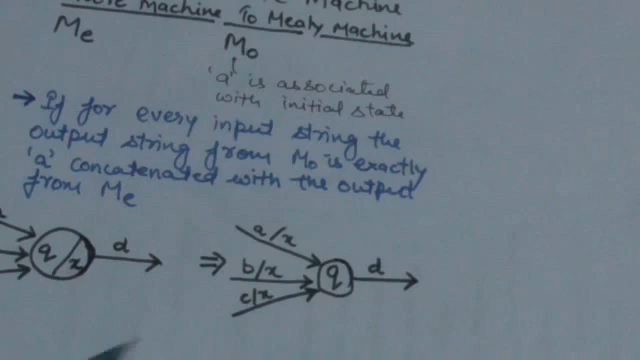 Machine
Machine To Mealy Machine
Me
Mo
'a' is associated
with initial state
→ If for every input string the
output string from Mo is exactly
'a' concatenated with the output
from Me
a/x
q/x d ⇒ b/x q d
c/x